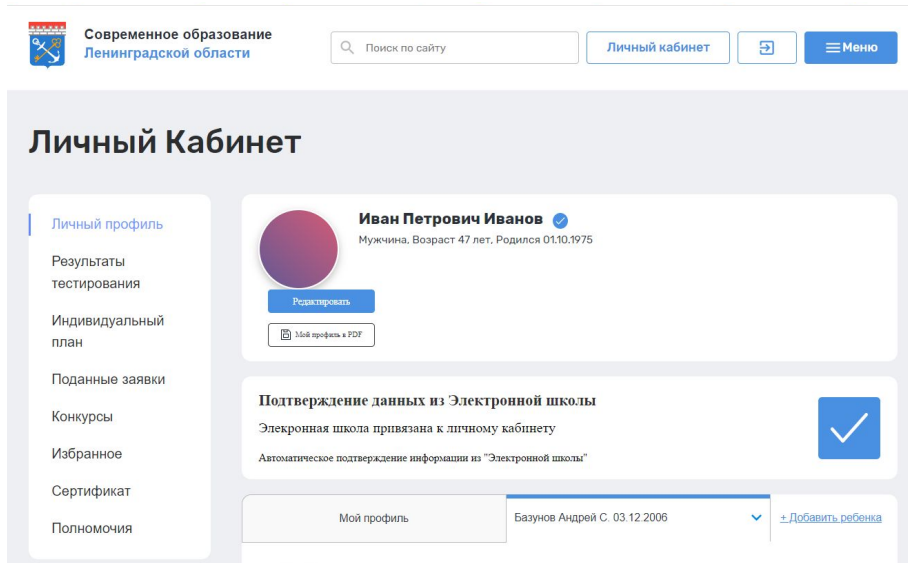 Современное образование
Ленинградской области
Поиск по сайту
Личный кабинет
Меню
Личный Кабинет
Личный профиль
Результаты
тестирования
Индивидуальный
план
Поданные заявки
Конкурсы
Избранное
Сертификат
Полномочия
Иван Петрович Иванов
Мужчина, Возраст 47 лет, Родился 01.10.1975
Редактировать
Мой профиль в PDF
Подтверждение данных из Электронной школы
Элекронная школа привязана к личному кабинету
Автоматическое подтверждение информации из "Электронной школы"
Мой профиль
Базунов Андрей С. 03.12.2006
+ Добавить ребенка